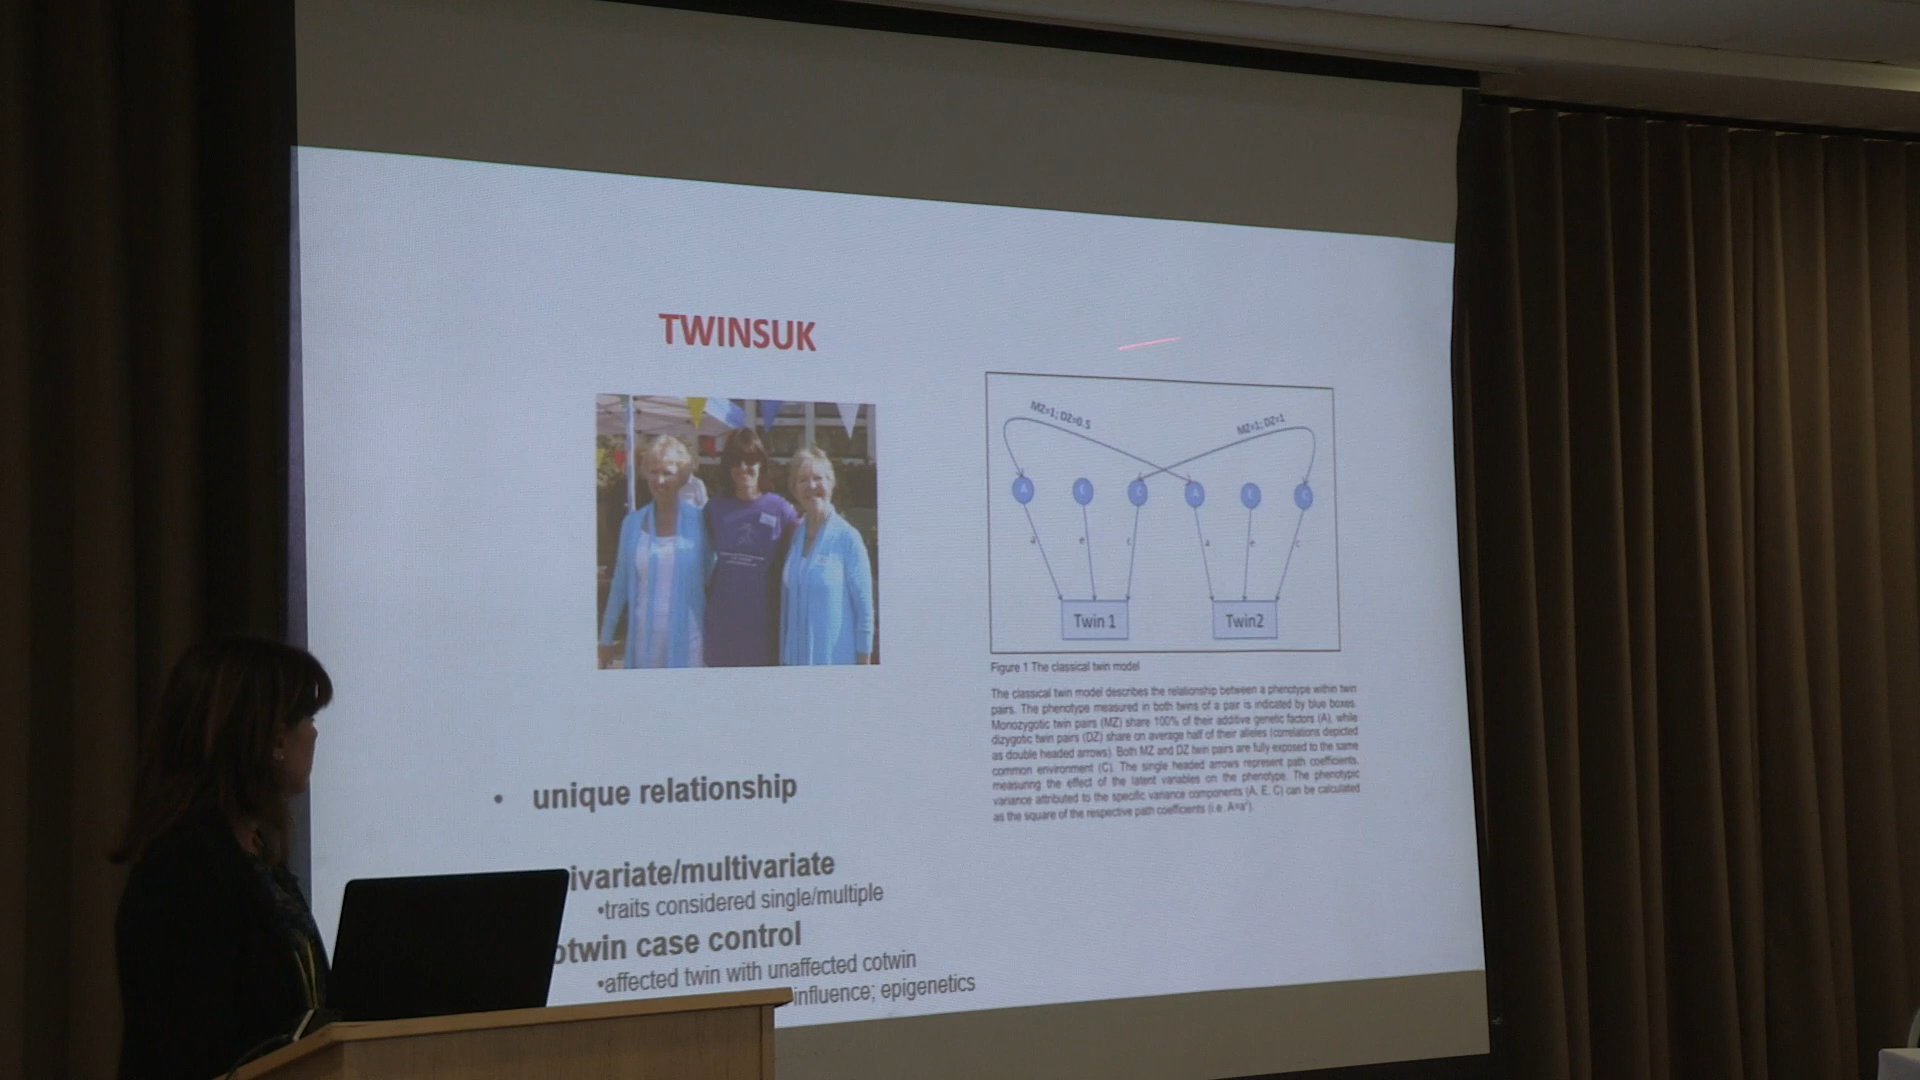 TWINSUK
MZ=1; DZ=0.5
MZ=1; DZ=1
A E C A E C
a e c a e c
Twin 1
Twin2
Figure 1 The classical twin model
The classical twin model describes the relationship between a phenotype within twin
pairs. The phenotype measured in both twins of a pair is indicated by blue boxes.
Monozygotic twin pairs (MZ) share 100% of their additive genetic factors (A), while
dizygotic twin pairs (DZ) share on average half of their alleles (correlations depicted
as double headed arrows). Both MZ and DZ twin pairs are fully exposed to the same
common environment (C). The single headed arrows represent path coefficients,
measuring the effect of the latent variables on the phenotype. The phenotypic
variance attributed to the specific variance components (A, E, C) can be calculated
as the square of the respective path coefficients (i.e. A=a²).
• unique relationship
ivariate/multivariate
•traits considered single/multiple
otwin case control
•affected twin with unaffected cotwin
influence; epigenetics